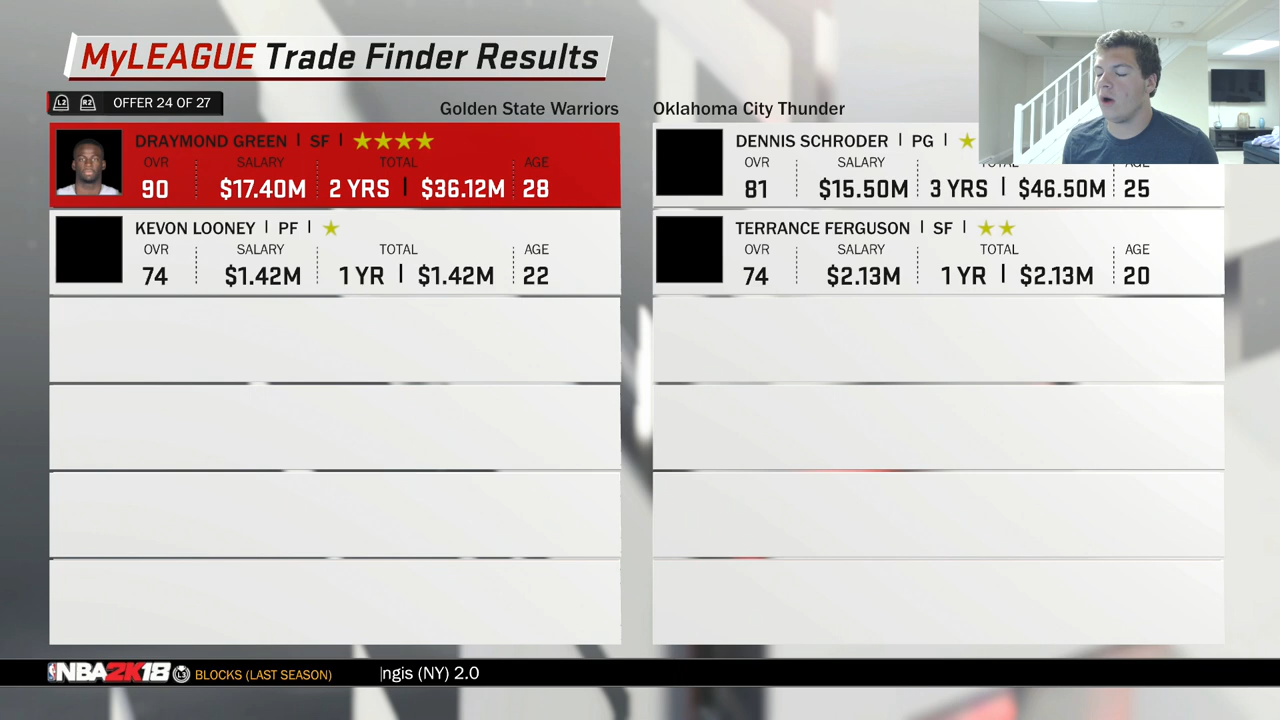 MyLEAGUE Trade Finder Results
L2 R2 OFFER 24 OF 27
Golden State Warriors
DRAYMOND GREEN | SF |
OVR SALARY TOTAL AGE
90 $17.40M 2 YRS | $36.12M 28
KEVON LOONEY | PF |
OVR SALARY TOTAL AGE
74 $1.42M 1 YR | $1.42M 22
Oklahoma City Thunder
DENNIS SCHRODER | PG |
OVR SALARY TOTAL AGE
81 $15.50M 3 YRS | $46.50M 25
TERRANCE FERGUSON | SF |
OVR SALARY TOTAL AGE
74 $2.13M 1 YR | $2.13M 20
NBA2K18 BLOCKS (LAST SEASON) ngis (NY) 2.0